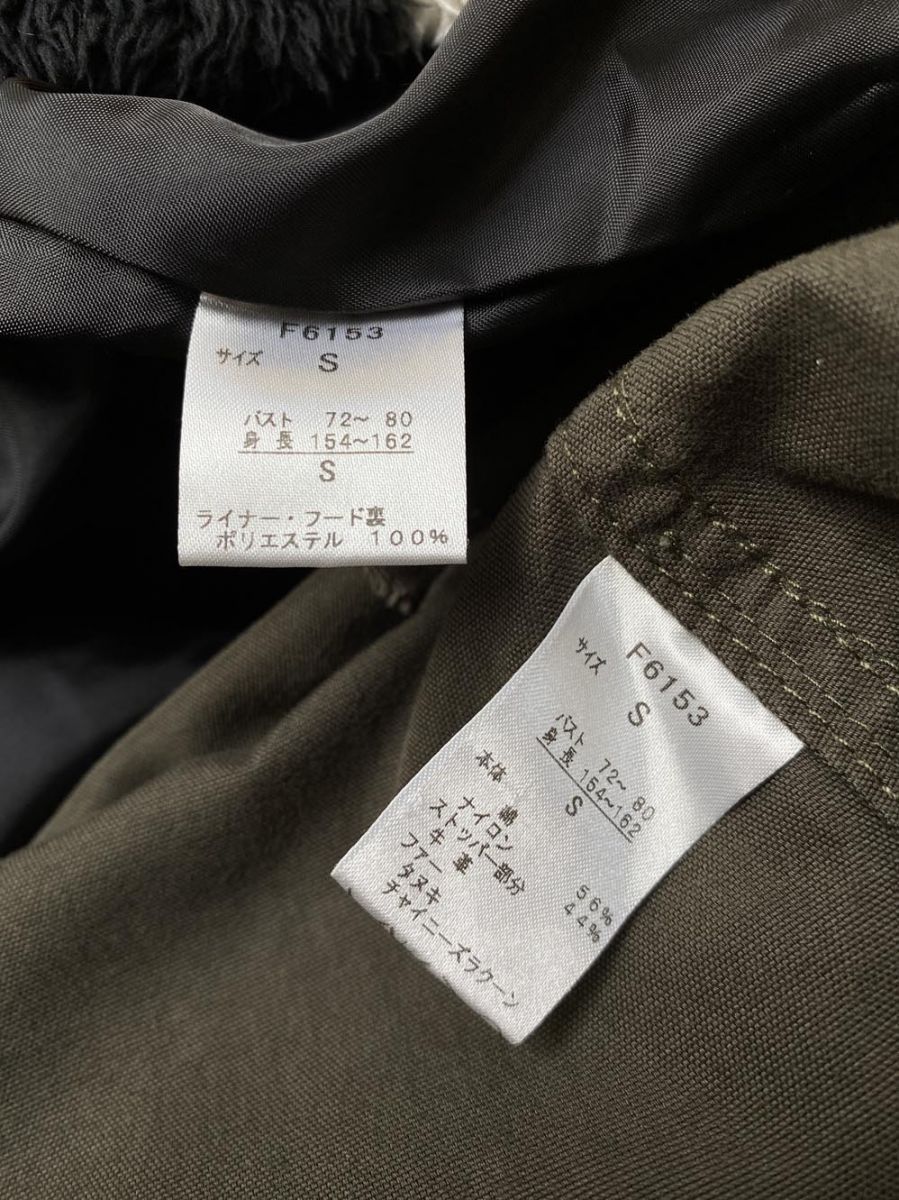 F6153
サイズ S
バスト 72～ 80
身長 154～162
S
ライナー・フード裏
ポリエステル 100%
F6153
サイズ S
バスト 72～ 80
身長 154～162
S
本体
綿 56%
ナイロン 44%
ストッパー部分
牛革
ファー
タヌキ
チャイニーズラクーン